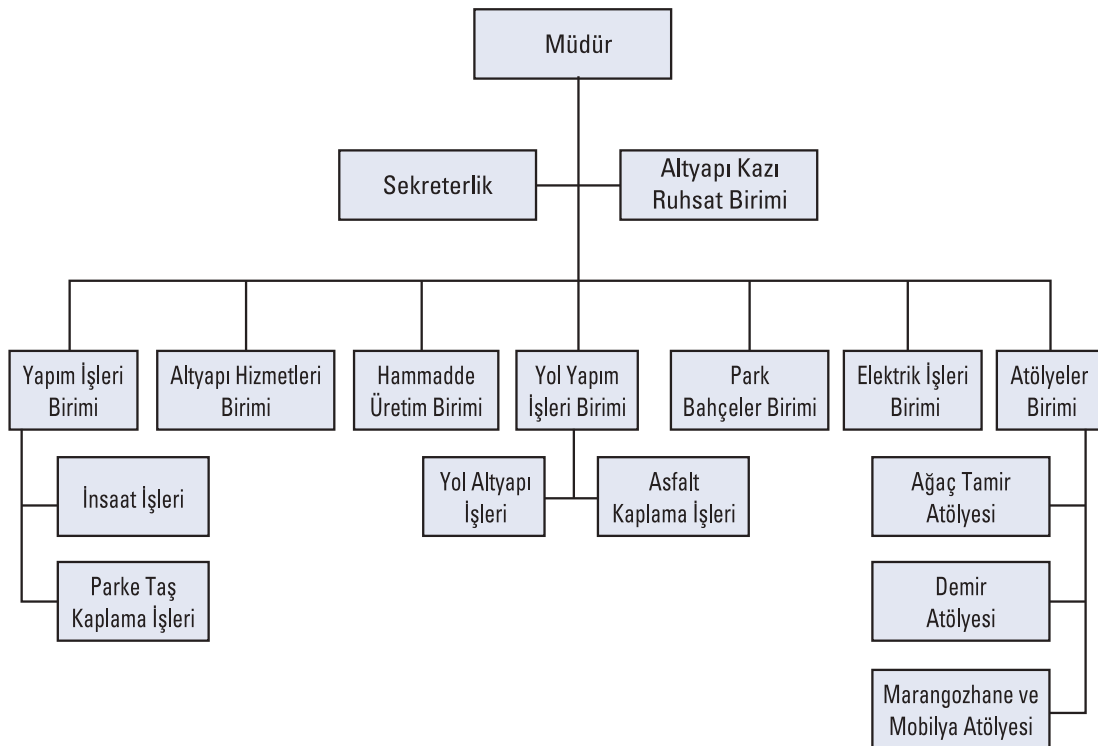 Müdür
Sekreterlik
Altyapı Kazı
Ruhsat Birimi
Yapım İşleri
Birimi
Altyapı Hizmetleri
Birimi
Hammadde
Üretim Birimi
Yol Yapım
İşleri Birimi
Park
Bahçeler Birimi
Elektrik İşleri
Birimi
Atölyeler
Birimi
İnsaat İşleri
Parke Taş
Kaplama İşleri
Yol Altyapı
İşleri
Asfalt
Kaplama İşleri
Ağaç Tamir
Atölyesi
Demir
Atölyesi
Marangozhane ve
Mobilya Atölyesi